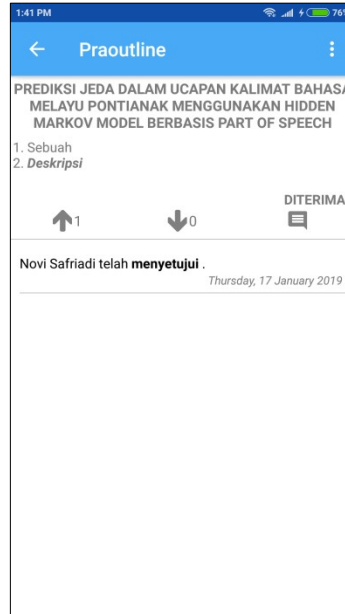 1:41 PM 76%
Praoutline
PREDIKSI JEDA DALAM UCAPAN KALIMAT BAHASA
MELAYU PONTIANAK MENGGUNAKAN HIDDEN
MARKOV MODEL BERBASIS PART OF SPEECH
1. Sebuah
2. Deskripsi
DITERIMA
1 0
Novi Safriadi telah menyetujui .
Thursday, 17 January 2019